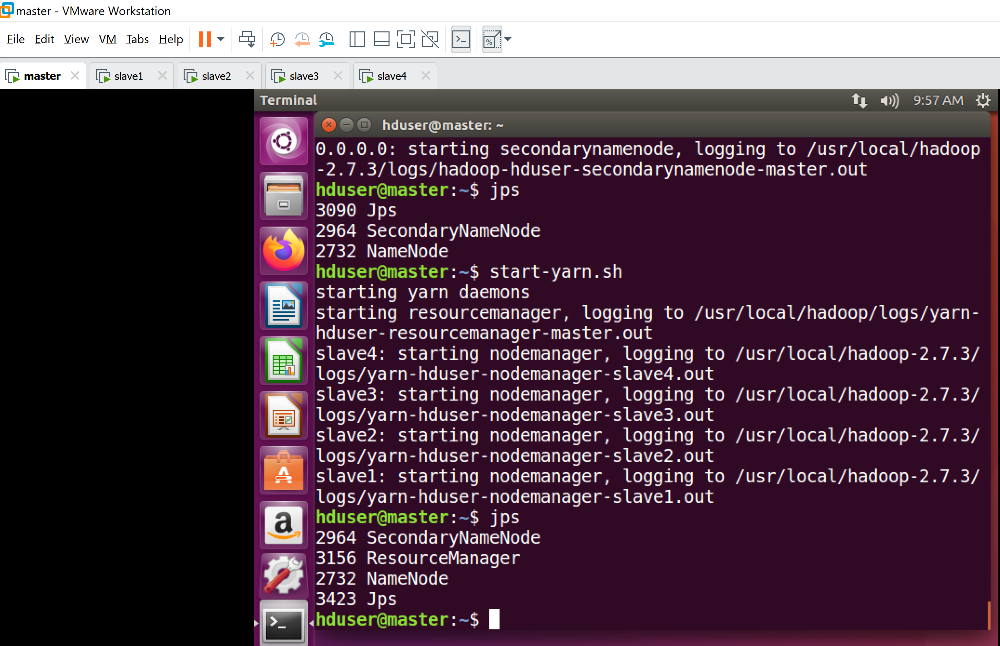 master - VMware Workstation
File Edit View VM Tabs Help
master slave1 slave2 slave3 slave4
Terminal 9:57 AM
hduser@master: ~
0.0.0.0: starting secondarynamenode, logging to /usr/local/hadoop
-2.7.3/logs/hadoop-hduser-secondarynamenode-master.out
hduser@master:~$ jps
3090 Jps
2964 SecondaryNameNode
2732 NameNode
hduser@master:~$ start-yarn.sh
starting yarn daemons
starting resourcemanager, logging to /usr/local/hadoop/logs/yarn-
hduser-resourcemanager-master.out
slave4: starting nodemanager, logging to /usr/local/hadoop-2.7.3/
logs/yarn-hduser-nodemanager-slave4.out
slave3: starting nodemanager, logging to /usr/local/hadoop-2.7.3/
logs/yarn-hduser-nodemanager-slave3.out
slave2: starting nodemanager, logging to /usr/local/hadoop-2.7.3/
logs/yarn-hduser-nodemanager-slave2.out
slave1: starting nodemanager, logging to /usr/local/hadoop-2.7.3/
logs/yarn-hduser-nodemanager-slave1.out
hduser@master:~$ jps
2964 SecondaryNameNode
3156 ResourceManager
2732 NameNode
3423 Jps
hduser@master:~$